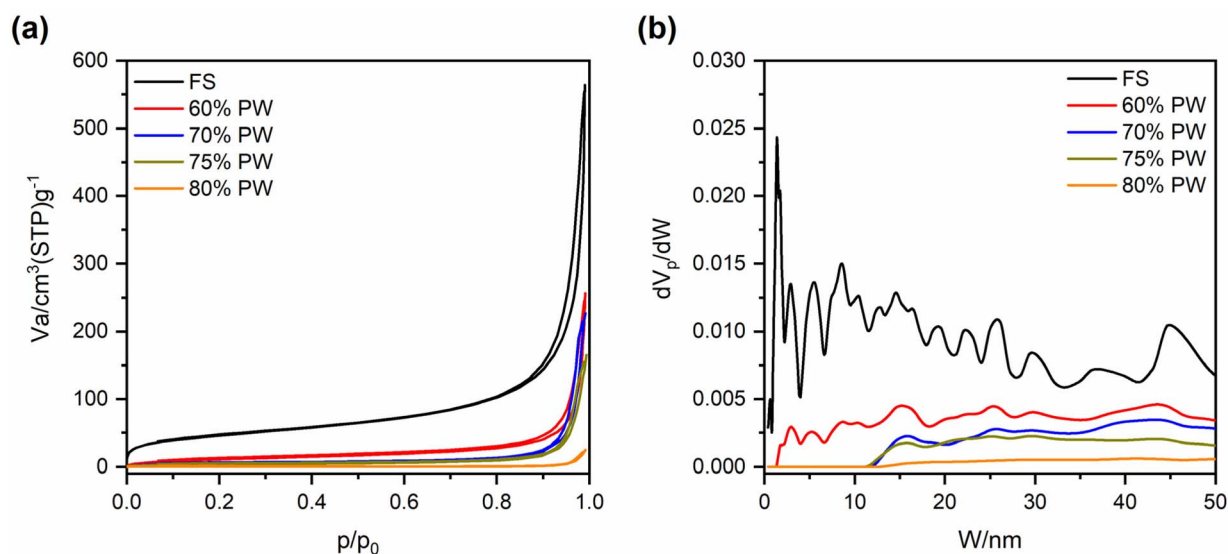 (a)
600
500
400
300
200
100
0
0.0 0.2 0.4 0.6 0.8 1.0
Va/cm³(STP)g⁻¹
p/p₀
FS
60% PW
70% PW
75% PW
80% PW
(b)
0.030
0.025
0.020
0.015
0.010
0.005
0.000
0 10 20 30 40 50
dVₚ/dW
W/nm
FS
60% PW
70% PW
75% PW
80% PW